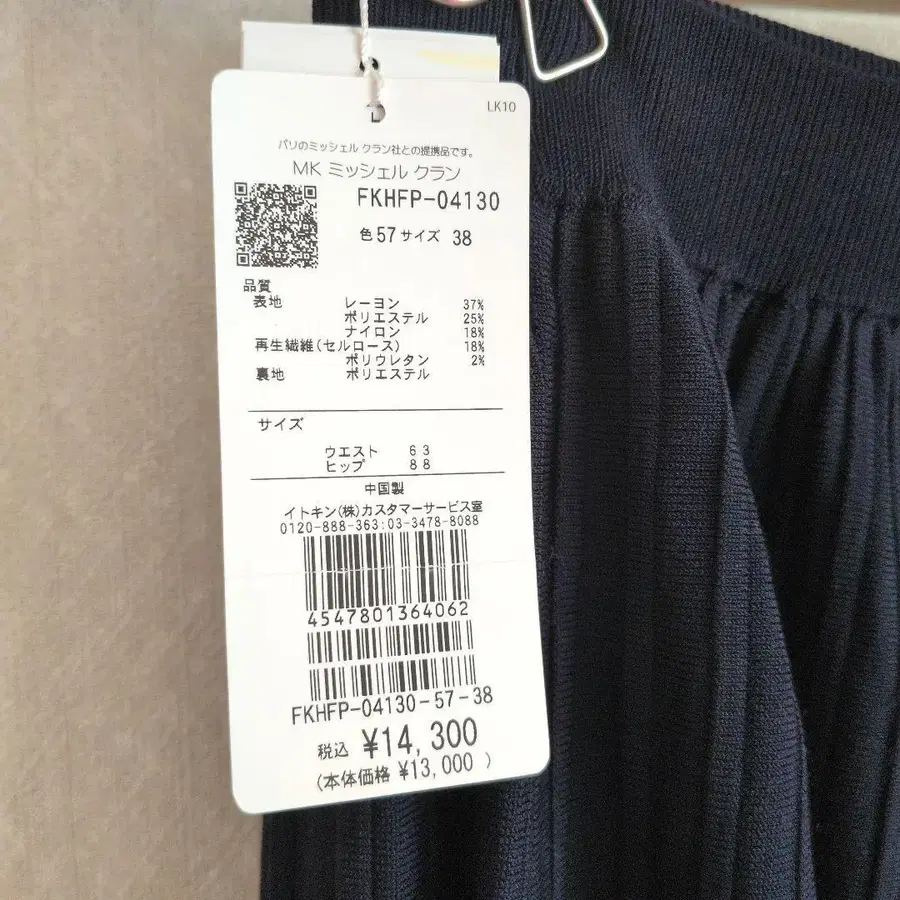 LK10
パリのミッシェル クラン社との提携品です。
MK ミッシェル クラン
FKHFP-04130
色 57 サイズ 38
品質
表地 レーヨン 37%
ポリエステル 25%
ナイロン 18%
再生繊維(セルロース) 18%
ポリウレタン 2%
裏地 ポリエステル
サイズ
ウエスト 63
ヒップ 88
中国製
イトキン(株)カスタマーサービス室
0120-888-363:03-3478-8088
4547801364062
FKHFP-04130-57-38
税込 ¥14,300
(本体価格 ¥13,000 )